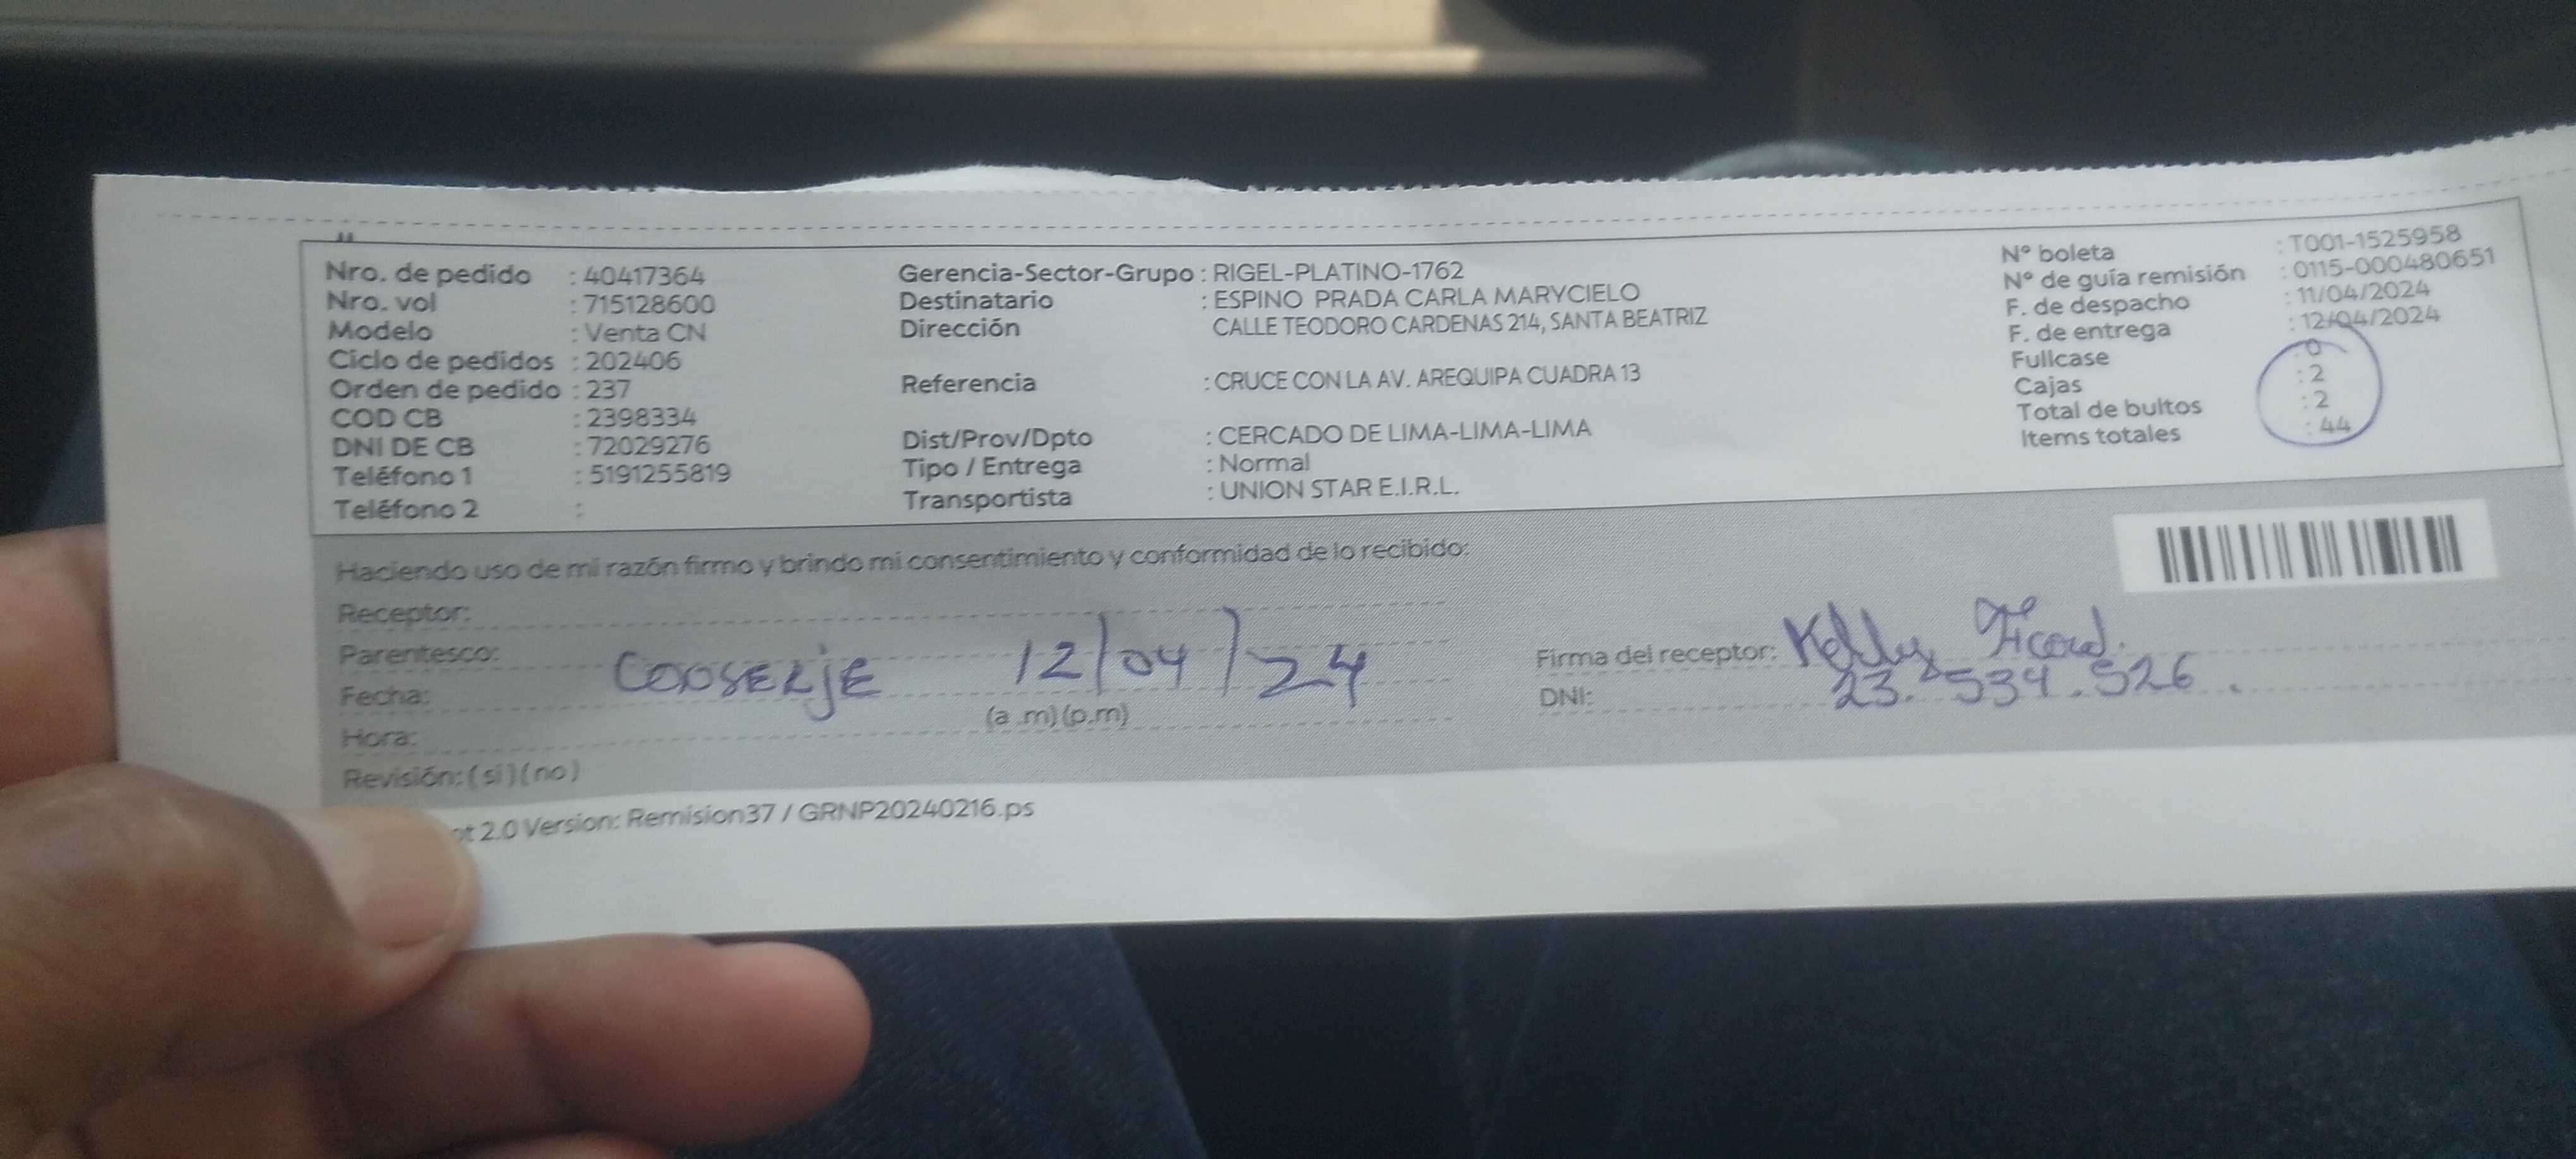 Nro. de pedido : 40417364
Nro. vol : 715128600
Modelo : Venta CN
Ciclo de pedidos : 202406
Orden de pedido : 237
COD CB : 2398334
DNI DE CB : 72029276
Teléfono 1 : 5191255819
Teléfono 2 :
Gerencia-Sector-Grupo : RIGEL-PLATINO-1762
Destinatario : ESPINO PRADA CARLA MARYCIELO
Dirección CALLE TEODORO CARDENAS 214, SANTA BEATRIZ
Referencia : CRUCE CON LA AV. AREQUIPA CUADRA 13
Dist/Prov/Dpto : CERCADO DE LIMA-LIMA-LIMA
Tipo / Entrega : Normal
Transportista : UNION STAR E.I.R.L.
N° boleta : T001-1525958
N° de guía remisión : 0115-000480651
F. de despacho : 11/04/2024
F. de entrega : 12/04/2024
Fullcase : 0
Cajas : 2
Total de bultos : 2
Items totales : 44
Haciendo uso de mi razón firmo y brindo mi consentimiento y conformidad de lo recibido:
Receptor:
Parentesco:
Fecha: 12/04/24
Hora: (a .m) (p.m)
Revisión: (si) (no)
Firma del receptor: Kelly
DNI: 23.534.526.
2.0 Version: Remision37 / GRNP20240216.ps